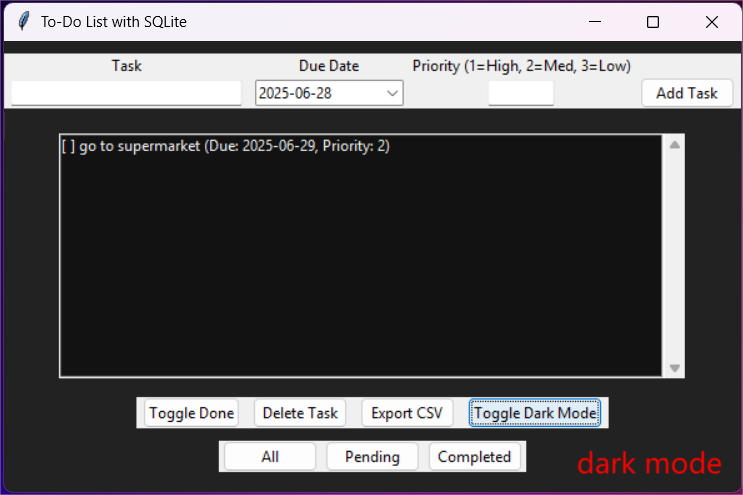 To-Do List with SQLite
Task Due Date Priority (1=High, 2=Med, 3=Low)
2025-06-28 Add Task
[ ] go to supermarket (Due: 2025-06-29, Priority: 2)
Toggle Done Delete Task Export CSV Toggle Dark Mode
All Pending Completed
dark mode